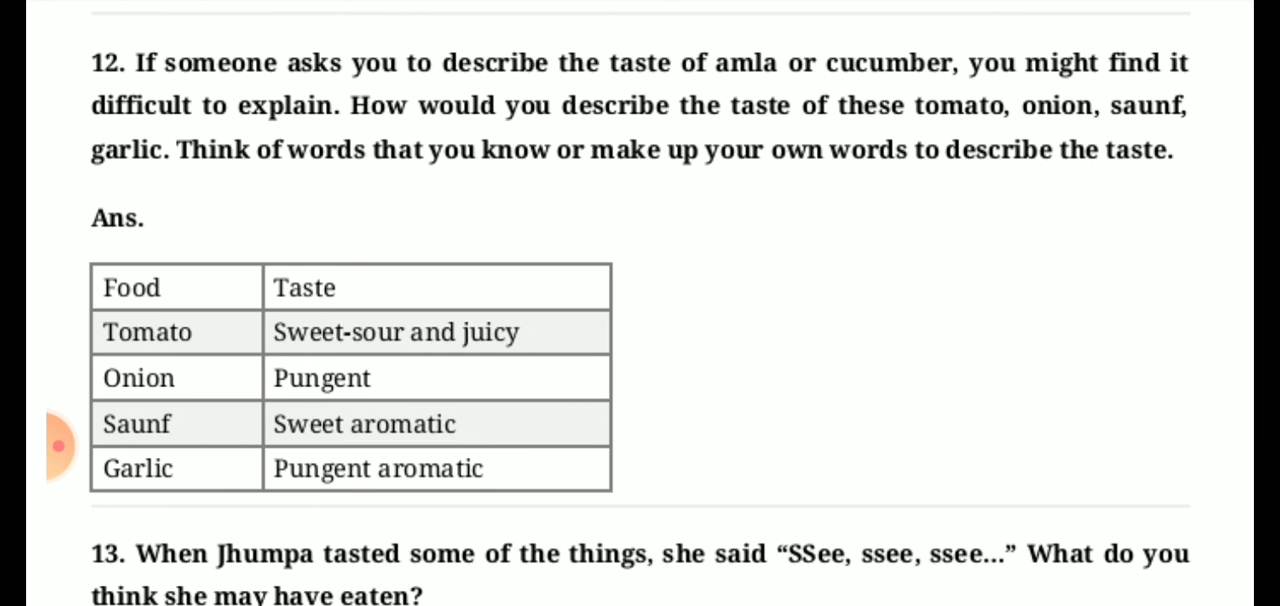 12. If someone asks you to describe the taste of amla or cucumber, you might find it
difficult to explain. How would you describe the taste of these tomato, onion, saunf,
garlic. Think of words that you know or make up your own words to describe the taste.
Ans.
Food Taste
Tomato Sweet-sour and juicy
Onion Pungent
Saunf Sweet aromatic
Garlic Pungent aromatic
13. When Jhumpa tasted some of the things, she said “SSee, ssee, ssee...” What do you
think she may have eaten?